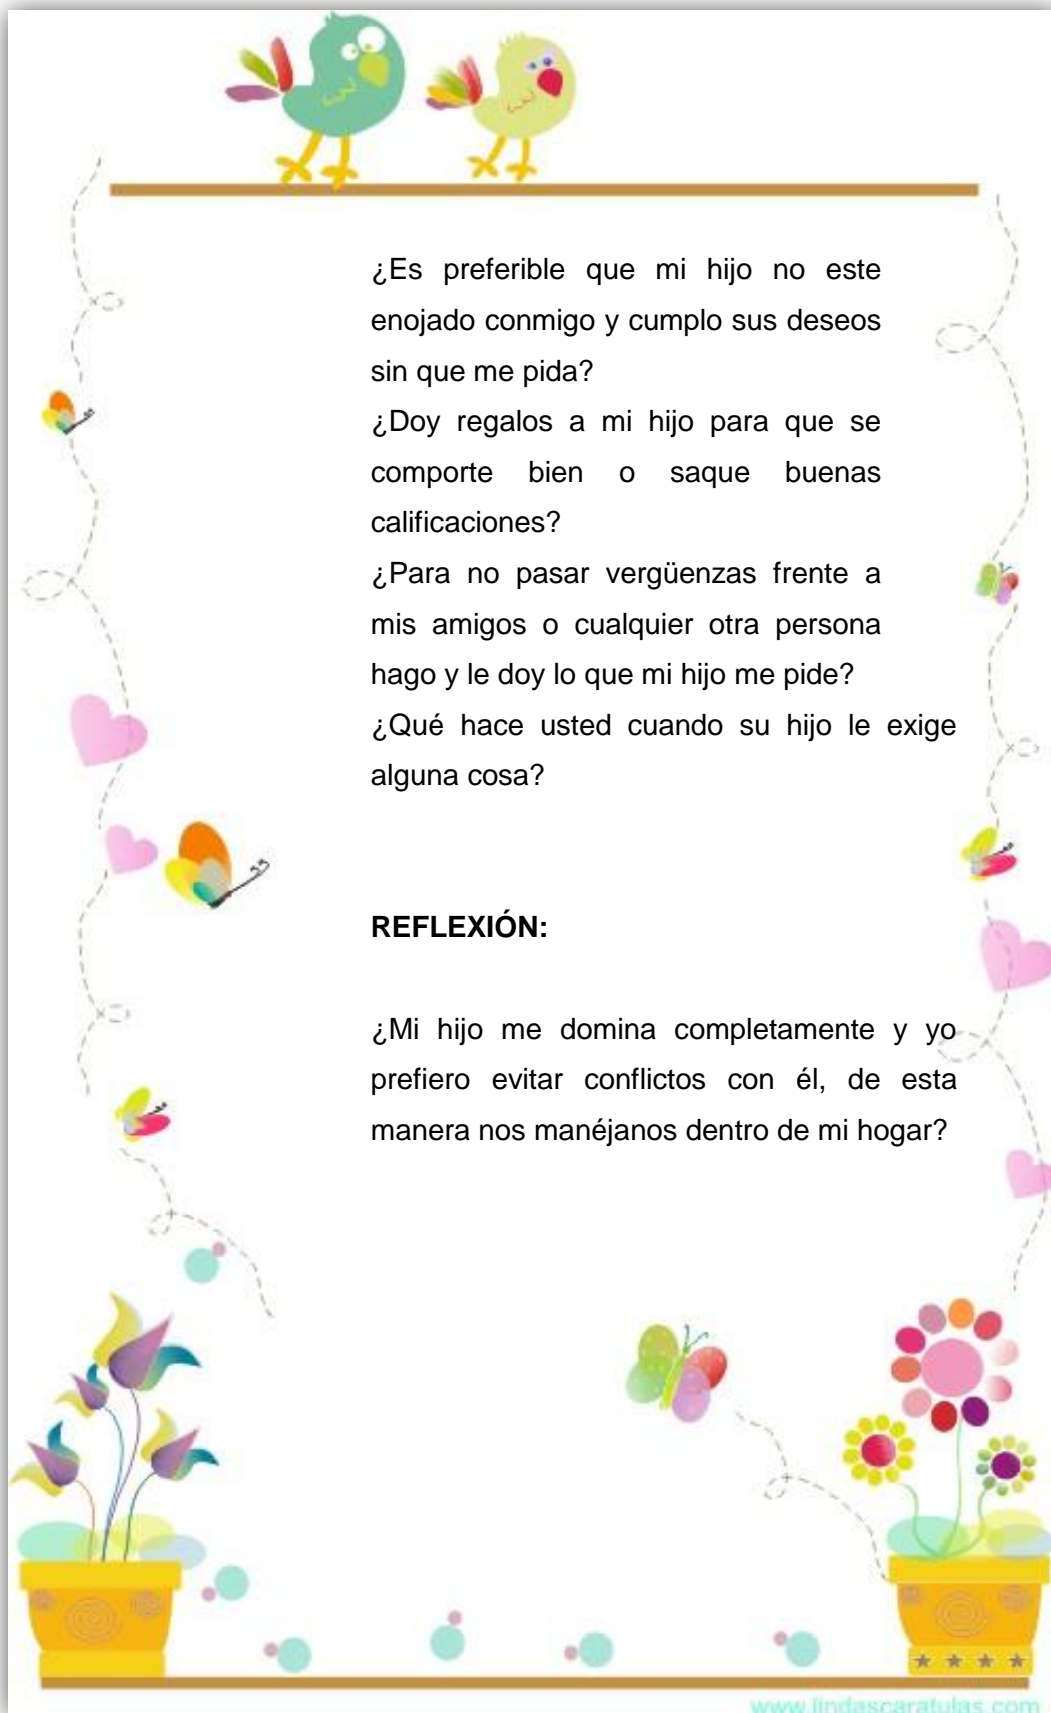 ¿Es preferible que mi hijo no este
enojado conmigo y cumplo sus deseos
sin que me pida?
¿Doy regalos a mi hijo para que se
comporte bien o saque buenas
calificaciones?
¿Para no pasar vergüenzas frente a
mis amigos o cualquier otra persona
hago y le doy lo que mi hijo me pide?
¿Qué hace usted cuando su hijo le exige
alguna cosa?
REFLEXIÓN:
¿Mi hijo me domina completamente y yo
prefiero evitar conflictos con él, de esta
manera nos manéjanos dentro de mi hogar?
www.lindascaratulas.com